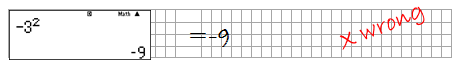 Math ▲
-3²
-9
= -9
x wrong